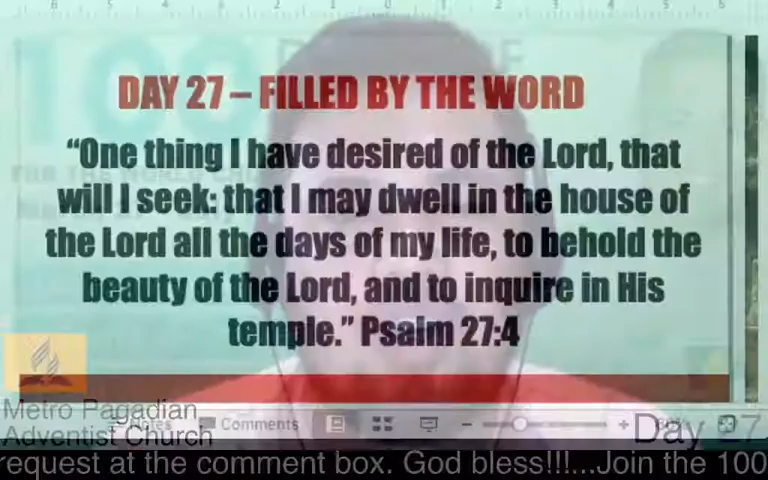 DAY 27 – FILLED BY THE WORD
“One thing I have desired of the Lord, that
will I seek: that I may dwell in the house of
the Lord all the days of my life, to behold the
beauty of the Lord, and to inquire in His
temple.” Psalm 27:4
Metro Pagadian
Adventist Church
Notes Comments
Day 27
request at the comment box. God bless!!!...Join the 100